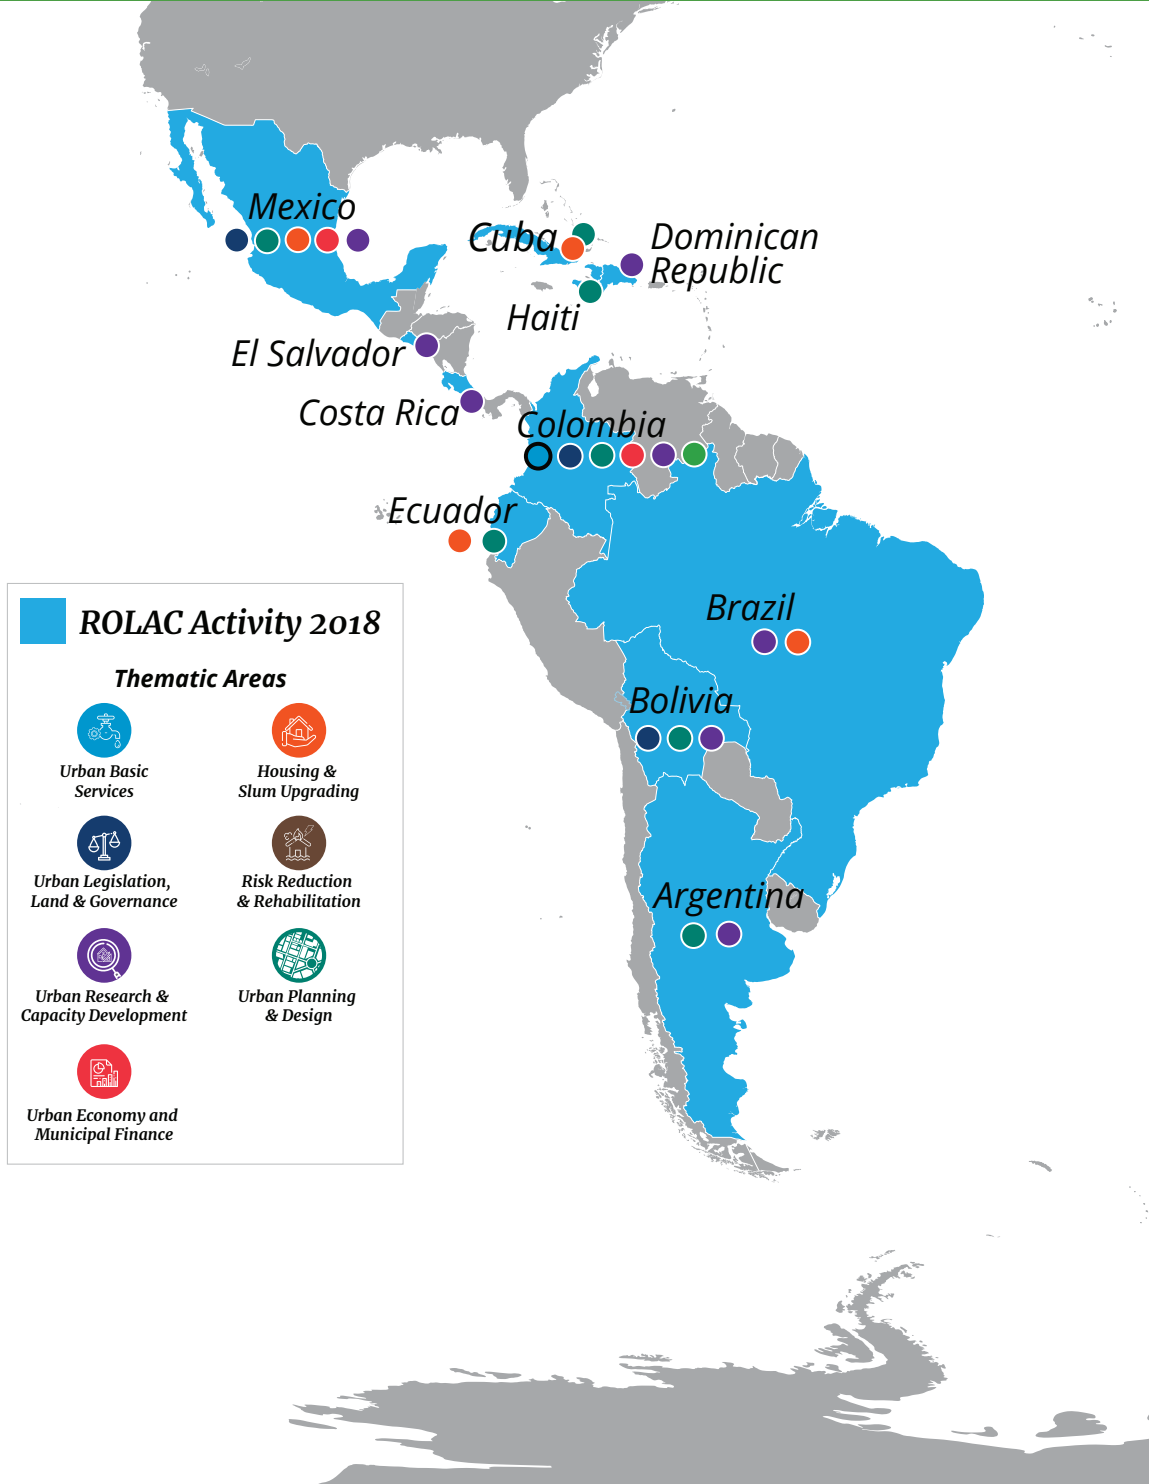 Mexico
Cuba
Dominican
Republic
Haiti
El Salvador
Costa Rica
Colombia
Ecuador
Brazil
Bolivia
Argentina
ROLAC Activity 2018
Thematic Areas
Urban Basic
Services
Housing &
Slum Upgrading
Urban Legislation,
Land & Governance
Risk Reduction
& Rehabilitation
Urban Research &
Capacity Development
Urban Planning
& Design
Urban Economy and
Municipal Finance